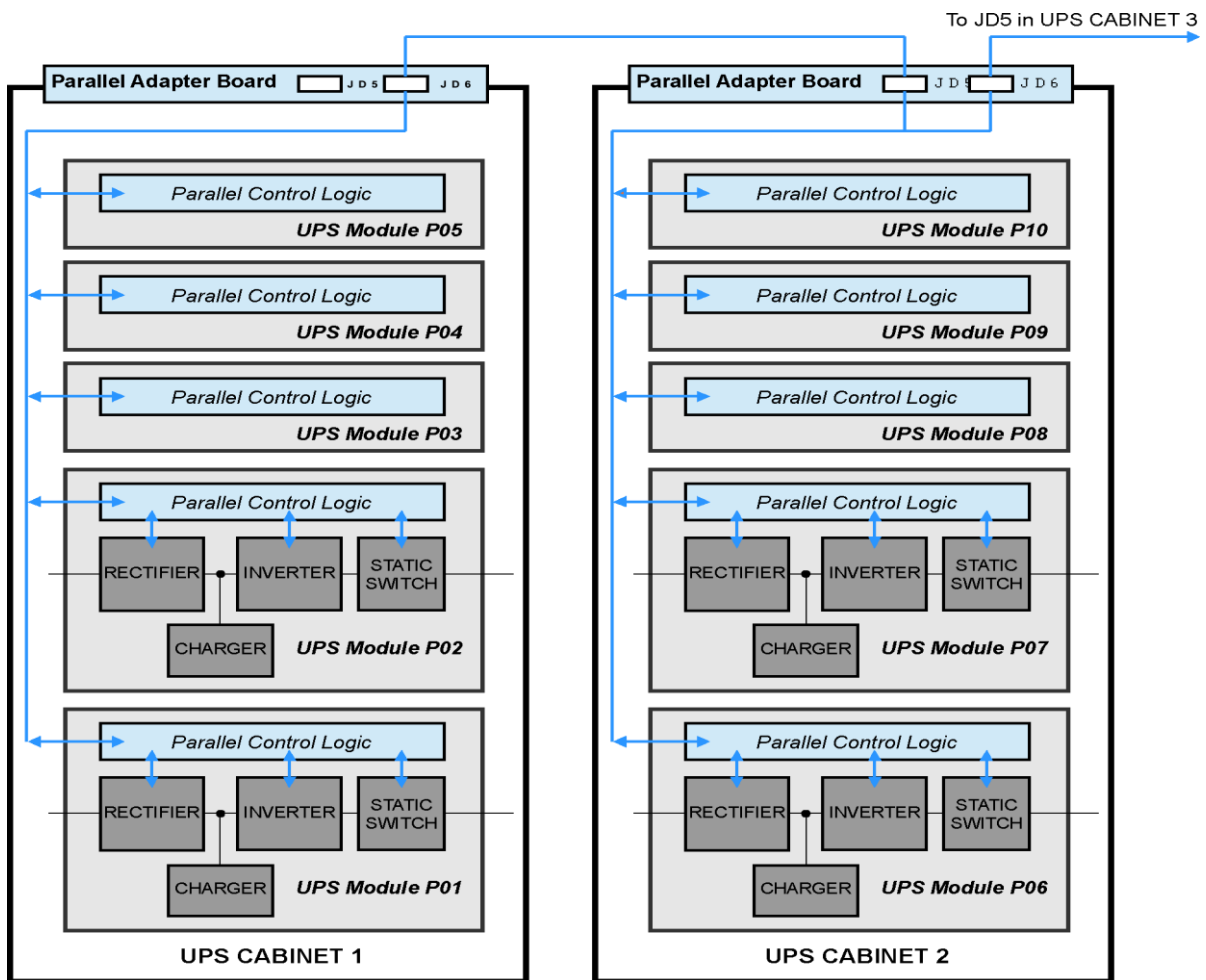 To JD5 in UPS CABINET 3
Parallel Adapter Board JD5 JD6
Parallel Control Logic
UPS Module P05
Parallel Control Logic
UPS Module P04
Parallel Control Logic
UPS Module P03
Parallel Control Logic
RECTIFIER INVERTER STATIC
SWITCH
CHARGER UPS Module P02
Parallel Control Logic
RECTIFIER INVERTER STATIC
SWITCH
CHARGER UPS Module P01
UPS CABINET 1
Parallel Adapter Board JD5 JD6
Parallel Control Logic
UPS Module P10
Parallel Control Logic
UPS Module P09
Parallel Control Logic
UPS Module P08
Parallel Control Logic
RECTIFIER INVERTER STATIC
SWITCH
CHARGER UPS Module P07
Parallel Control Logic
RECTIFIER INVERTER STATIC
SWITCH
CHARGER UPS Module P06
UPS CABINET 2